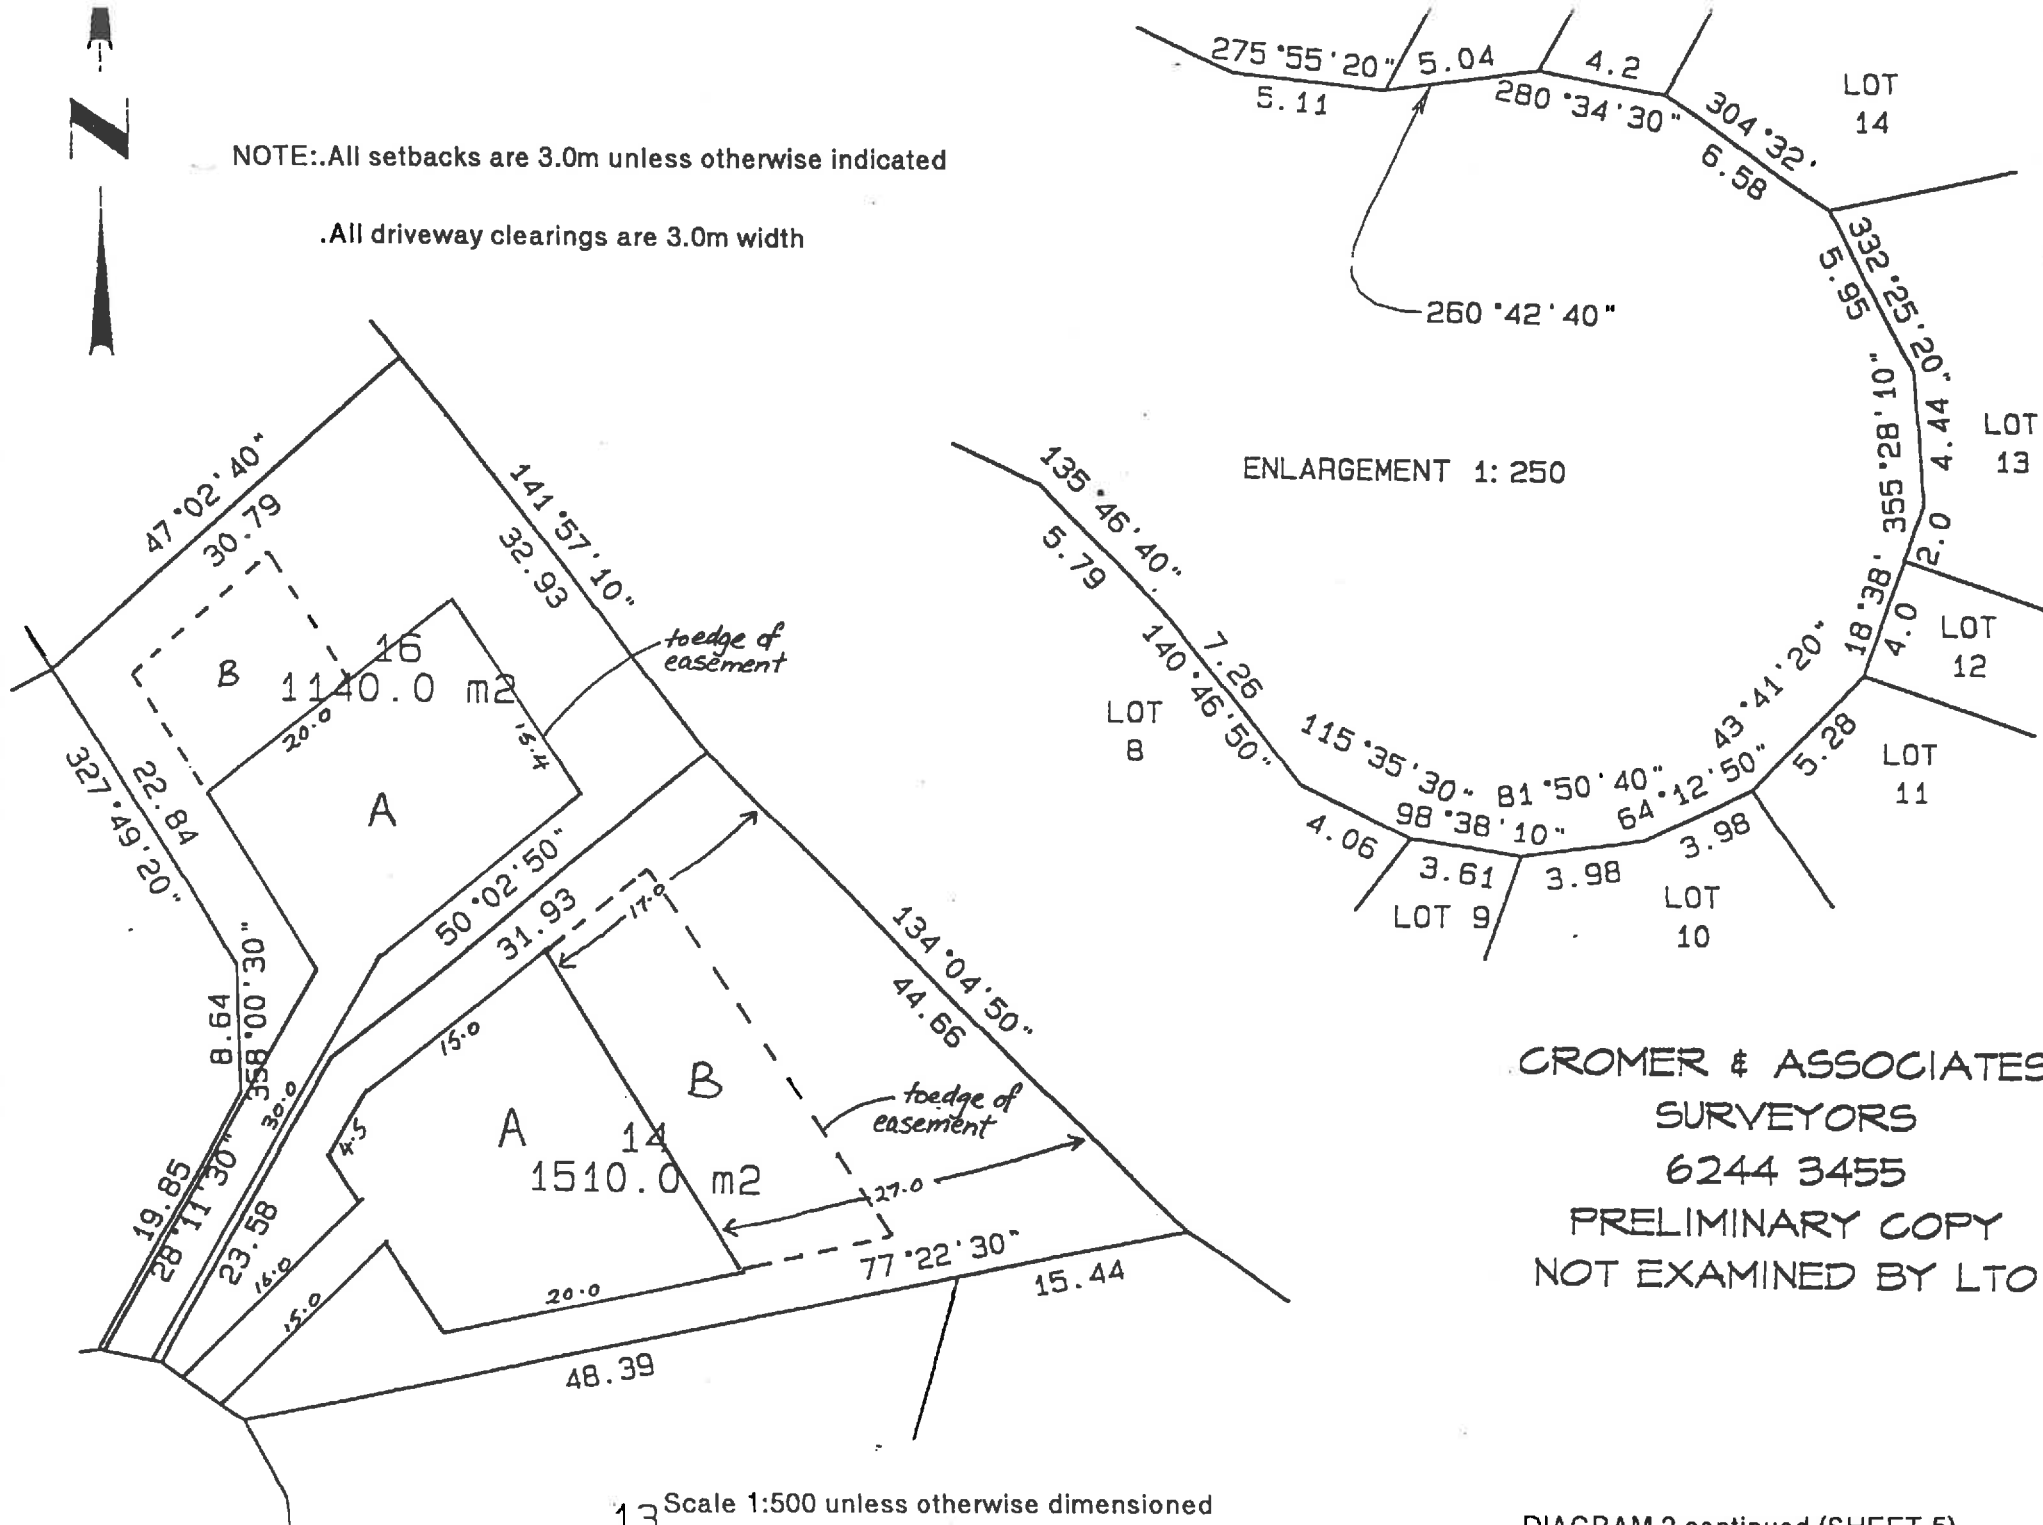 NOTE:.All setbacks are 3.0m unless otherwise indicated
.All driveway clearings are 3.0m width
275°55'20"
5.11
5.04
4.2
280°34'30"
304°32'
6.58
LOT
14
260°42'40"
332°25'20"
5.95
355°28'10"
4.44
LOT
13
2.0
18°38'
4.0
LOT
12
43°41'20"
5.28
LOT
11
64°12'50"
3.98
81°50'40"
3.98
LOT
10
98°38'10"
3.61
LOT 9
115°35'30"
4.06
140°46'50"
7.26
135°46'40"
5.79
LOT
8
ENLARGEMENT 1:250
47°02'40"
30.79
141°57'10"
32.93
B
16
1140.0 m2
20.0
15.4
toedge of
easement
A
327°49'20"
22.84
50°02'50"
31.93
8.64
358°00'30"
30.0
19.85
28°11'30"
23.58
17.0
15.0
4.5
134°04'50"
44.66
B
A
toedge of
easement
14
1510.0 m2
27.0
77°22'30"
15.44
16.0
15.0
20.0
48.39
CROMER & ASSOCIATES
SURVEYORS
6244 3455
PRELIMINARY COPY
NOT EXAMINED BY LTO
13
Scale 1:500 unless otherwise dimensioned
DIAGRAM 2 continued (SHEET 5)